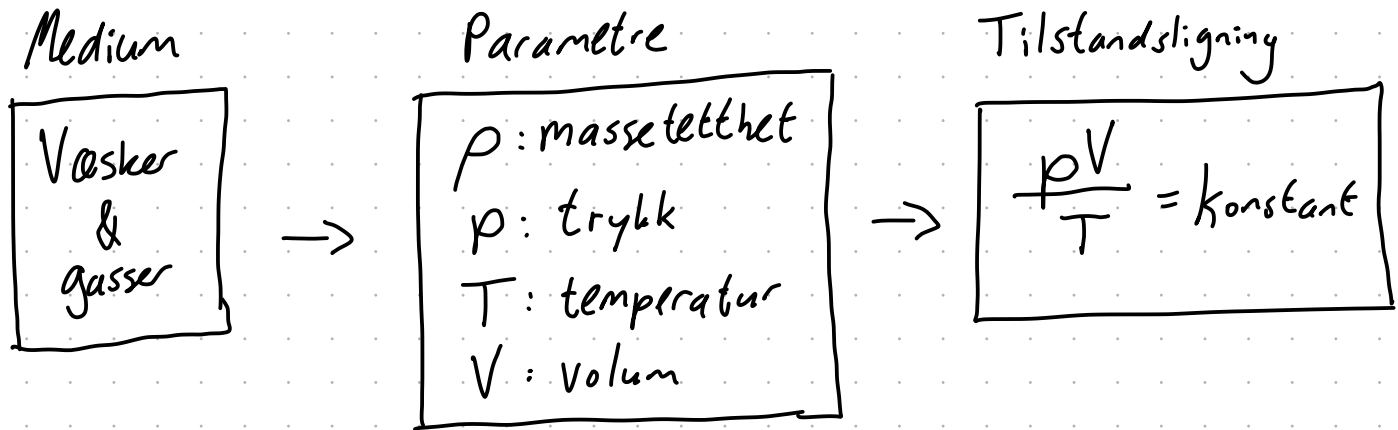 Medium
Væsker
&
gasser
→
Parametre
ρ : massetetthet
p : trykk
T : temperatur
V : volum
→
Tilstandsligning
pV/T = konstant